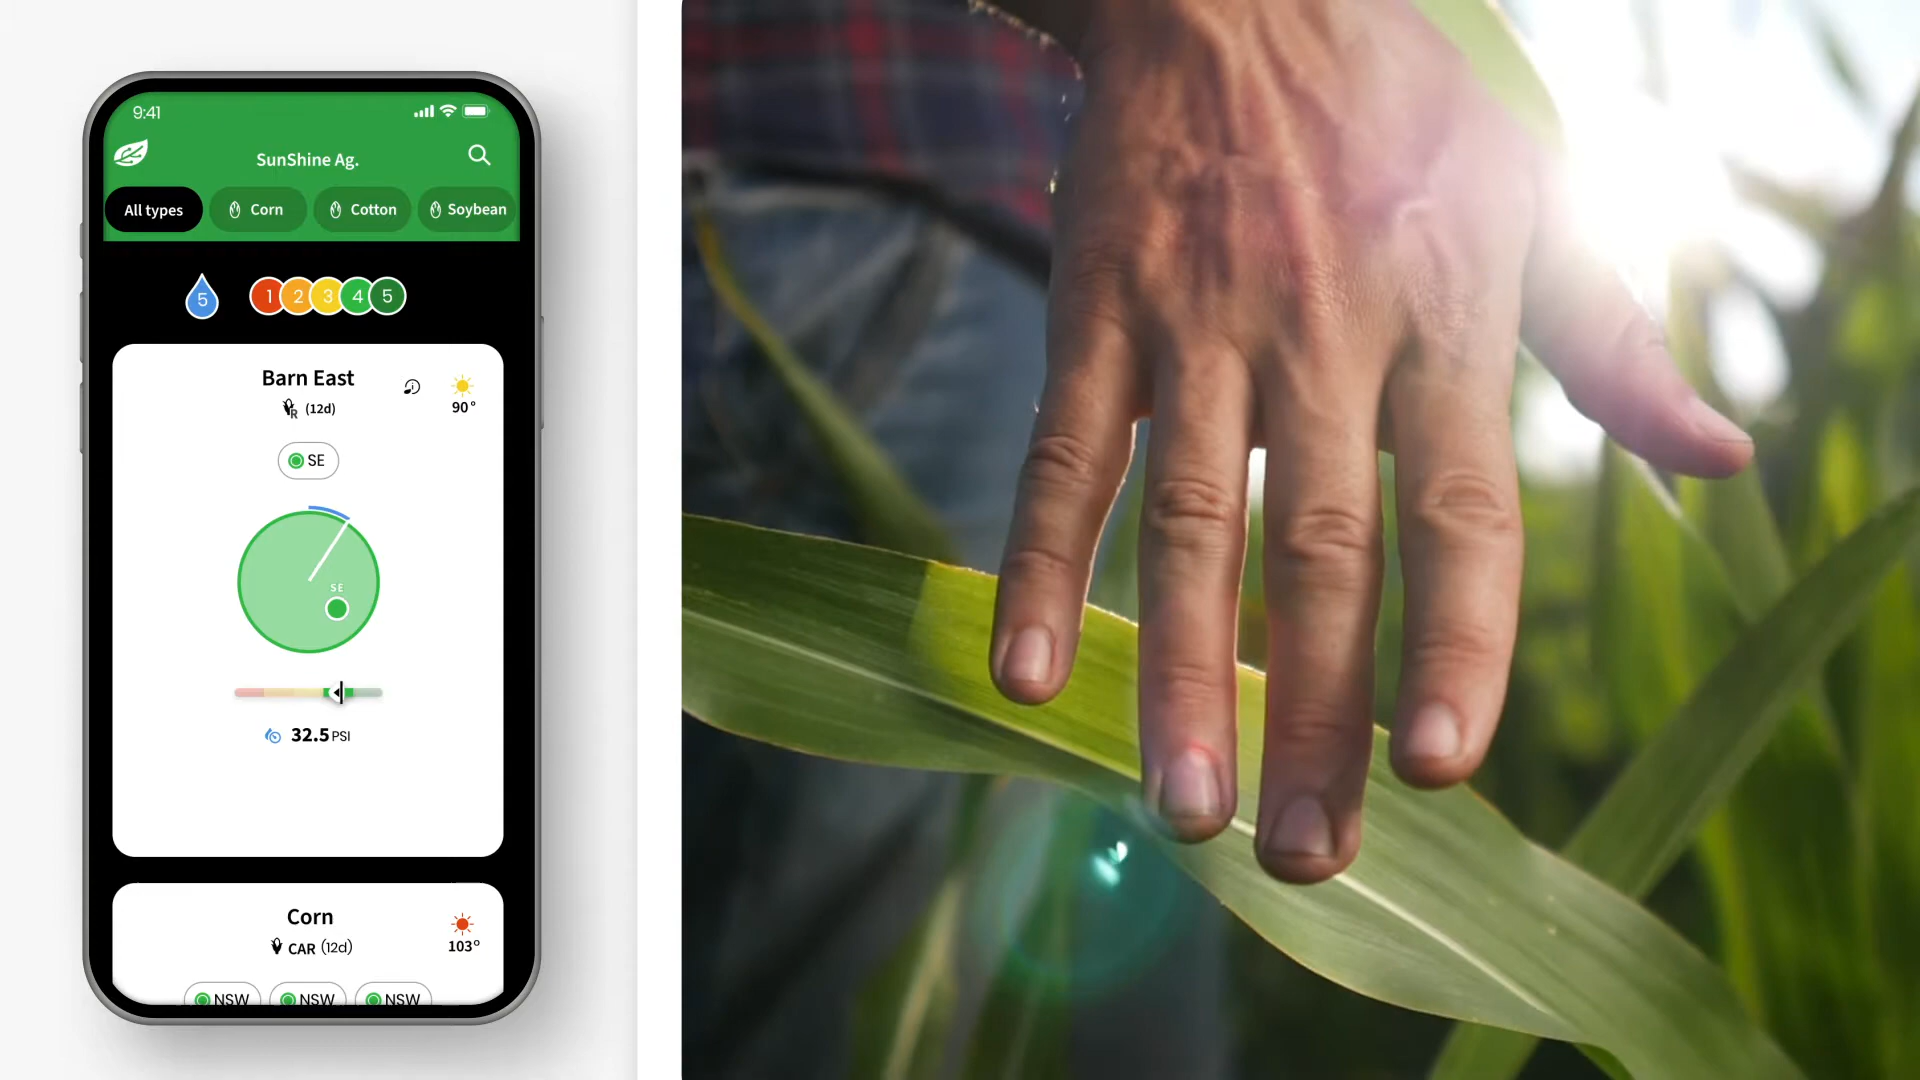 9:41
SunShine Ag.
All types Corn Cotton Soybean
5 1 2 3 4 5
Barn East
R (12d)
90°
SE
SE
32.5 PSI
Corn
CAR (12d)
103°
NSW NSW NSW